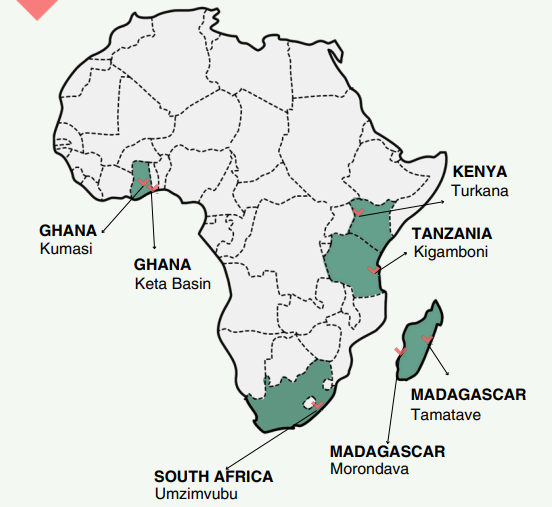 KENYA
Turkana
TANZANIA
Kigamboni
GHANA
Kumasi
GHANA
Keta Basin
MADAGASCAR
Tamatave
MADAGASCAR
Morondava
SOUTH AFRICA
Umzimvubu